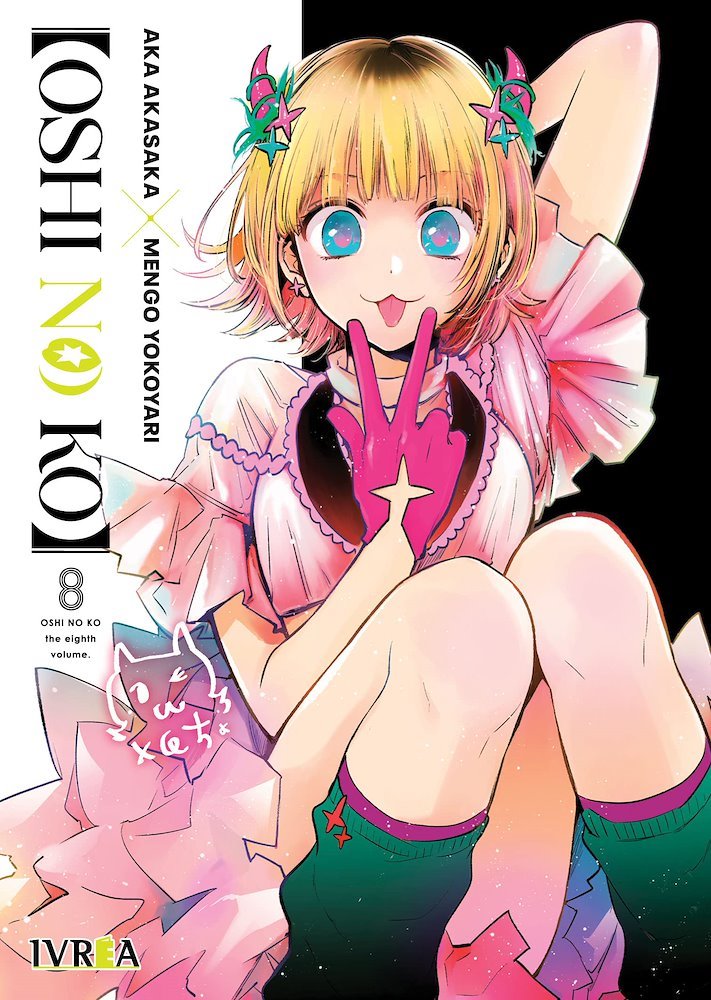 【OSHI NO KO】
AKA AKASAKA × MENGO YOKOYARI
8
OSHI NO KO
the eighth
volume.
IVREA